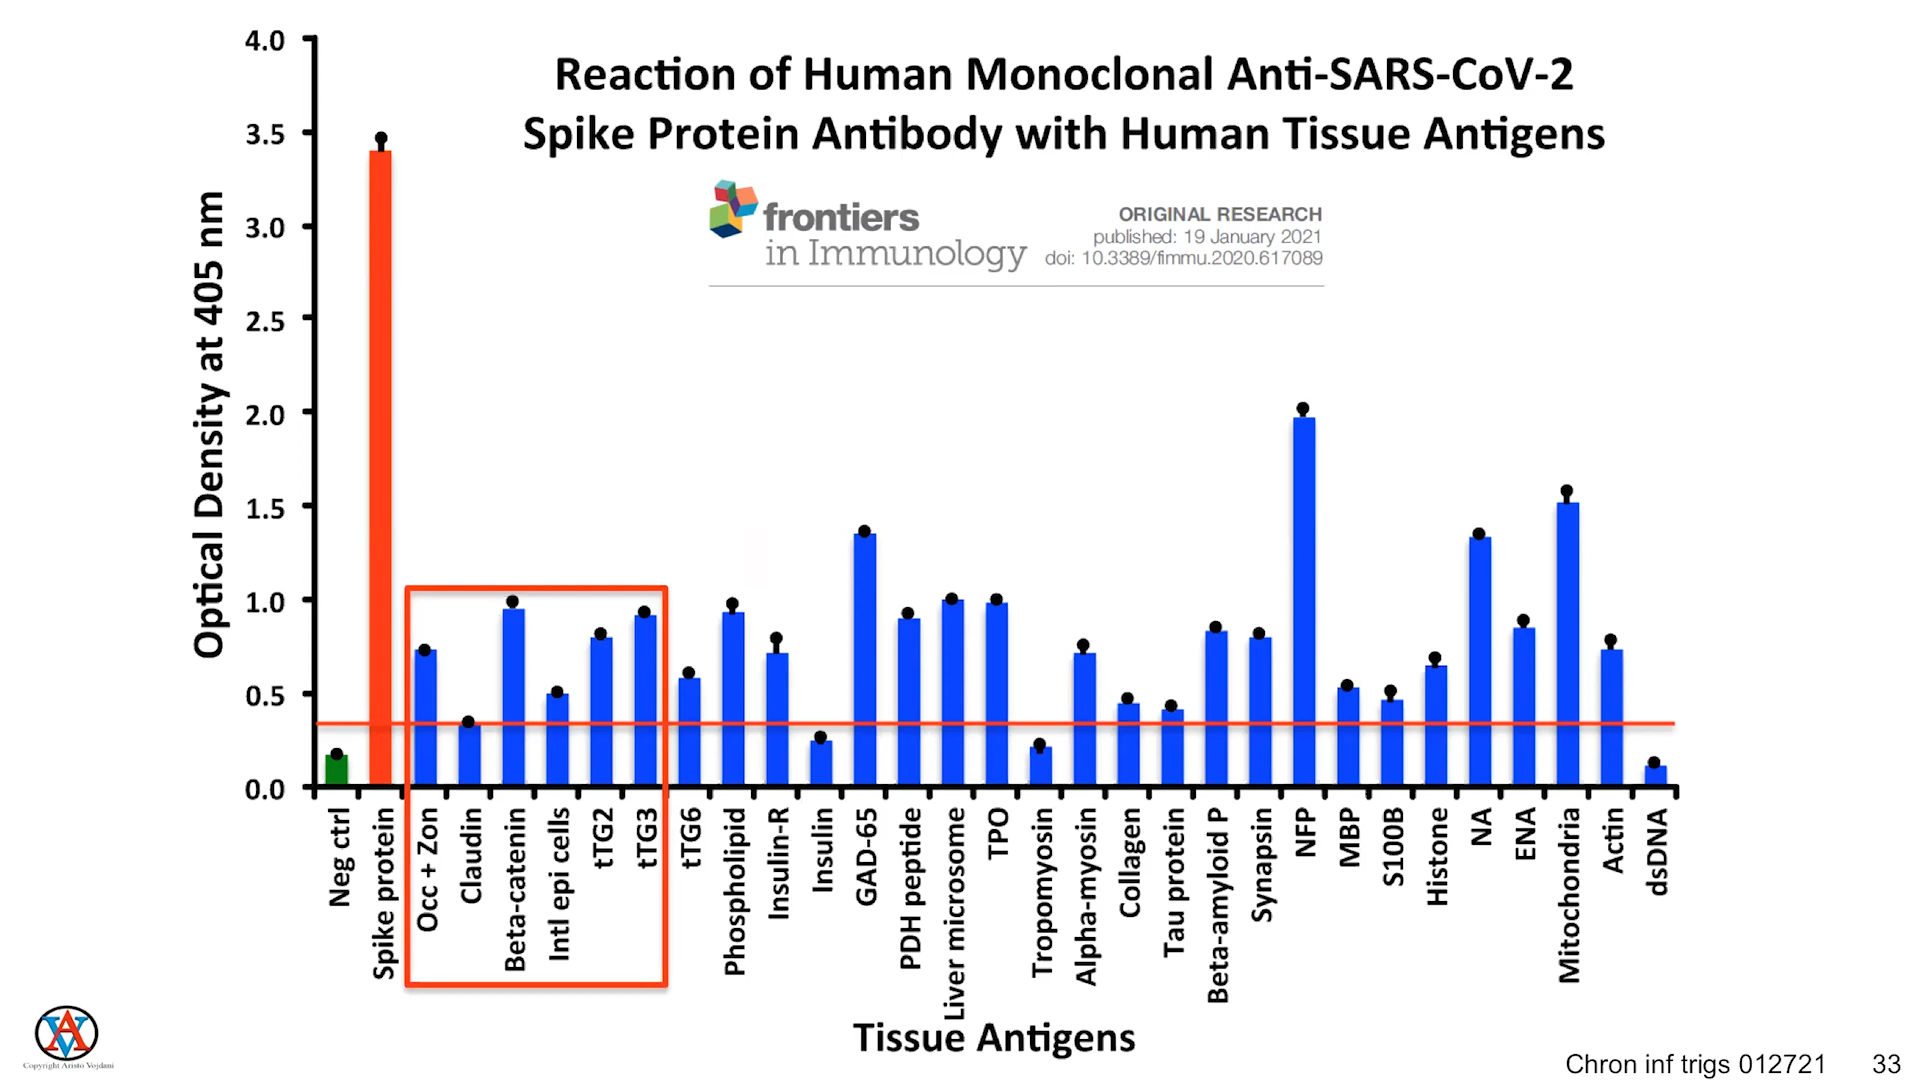 Reaction of Human Monoclonal Anti-SARS-CoV-2
Spike Protein Antibody with Human Tissue Antigens
frontiers
in Immunology
ORIGINAL RESEARCH
published: 19 January 2021
doi: 10.3389/fimmu.2020.617089
Optical Density at 405 nm
4.0
3.5
3.0
2.5
2.0
1.5
1.0
0.5
0.0
Neg ctrl
Spike protein
Occ + Zon
Claudin
Beta-catenin
Intl epi cells
tTG2
tTG3
tTG6
Phospholipid
Insulin-R
Insulin
GAD-65
PDH peptide
Liver microsome
TPO
Tropomyosin
Alpha-myosin
Collagen
Tau protein
Beta-amyloid P
Synapsin
NFP
MBP
S100B
Histone
NA
ENA
Mitochondria
Actin
dsDNA
Tissue Antigens
Copyright Aristo Vojdani
Chron inf trigs 012721
33